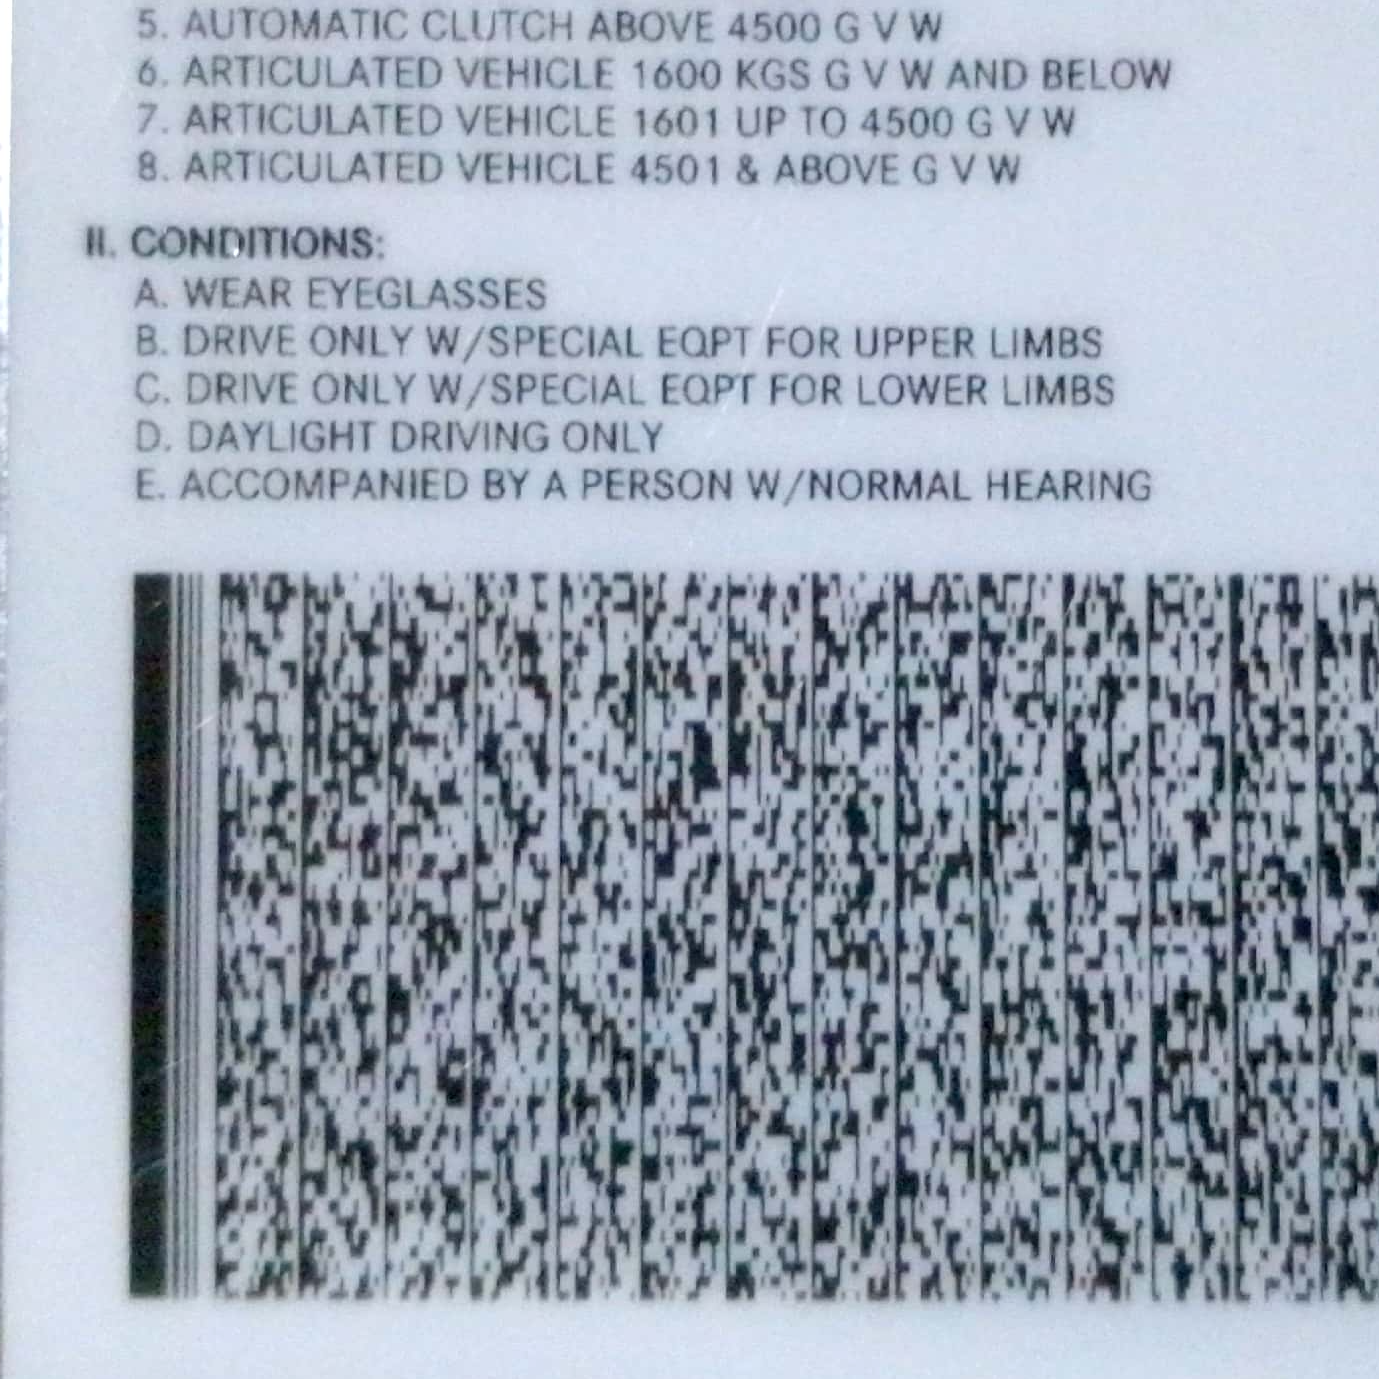 5. AUTOMATIC CLUTCH ABOVE 4500 G V W
6. ARTICULATED VEHICLE 1600 KGS G V W AND BELOW
7. ARTICULATED VEHICLE 1601 UP TO 4500 G V W
8. ARTICULATED VEHICLE 4501 & ABOVE G V W
II. CONDITIONS:
A. WEAR EYEGLASSES
B. DRIVE ONLY W/SPECIAL EQPT FOR UPPER LIMBS
C. DRIVE ONLY W/SPECIAL EQPT FOR LOWER LIMBS
D. DAYLIGHT DRIVING ONLY
E. ACCOMPANIED BY A PERSON W/NORMAL HEARING